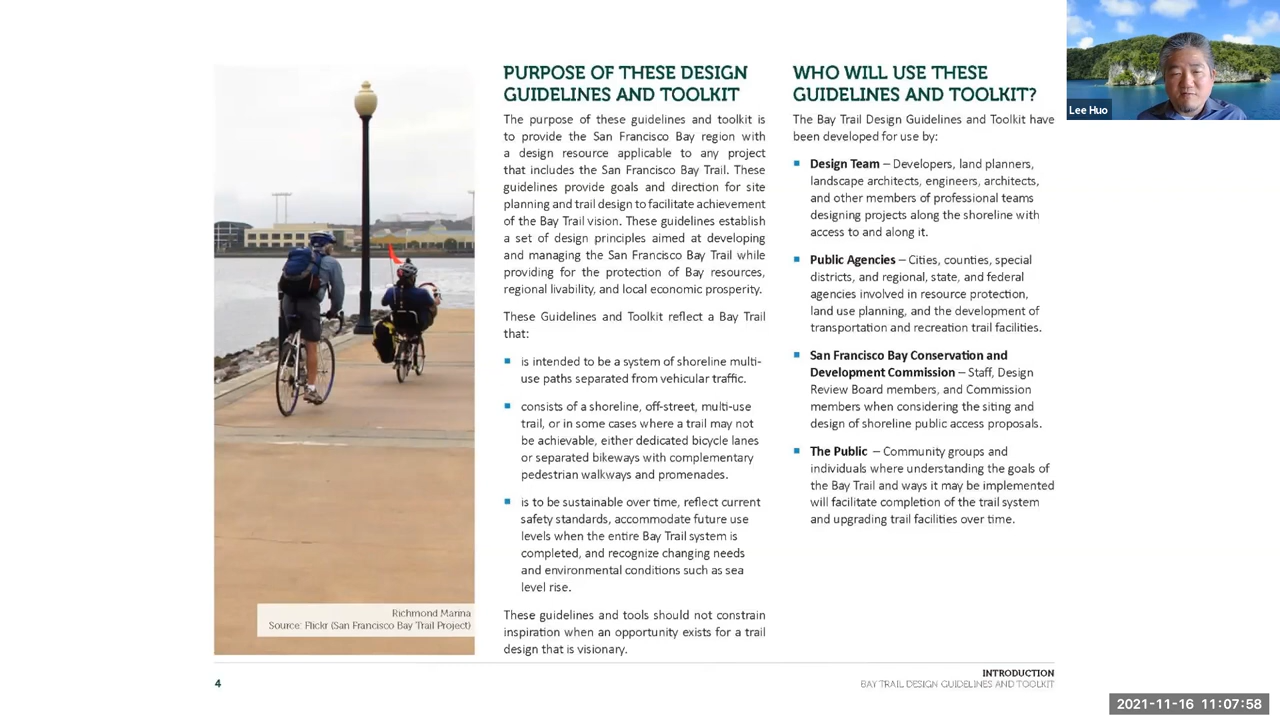 PURPOSE OF THESE DESIGN
GUIDELINES AND TOOLKIT
The purpose of these guidelines and toolkit is
to provide the San Francisco Bay region with
a design resource applicable to any project
that includes the San Francisco Bay Trail. These
guidelines provide goals and direction for site
planning and trail design to facilitate achievement
of the Bay Trail vision. These guidelines establish
a set of design principles aimed at developing
and managing the San Francisco Bay Trail while
providing for the protection of Bay resources,
regional livability, and local economic prosperity.
These Guidelines and Toolkit reflect a Bay Trail
that:
is intended to be a system of shoreline multi-
use paths separated from vehicular traffic.
consists of a shoreline, off-street, multi-use
trail, or in some cases where a trail may not
be achievable, either dedicated bicycle lanes
or separated bikeways with complementary
pedestrian walkways and promenades.
is to be sustainable over time, reflect current
safety standards, accommodate future use
levels when the entire Bay Trail system is
completed, and recognize changing needs
and environmental conditions such as sea
level rise.
These guidelines and tools should not constrain
inspiration when an opportunity exists for a trail
design that is visionary.
WHO WILL USE THESE
GUIDELINES AND TOOLKIT?
The Bay Trail Design Guidelines and Toolkit have
been developed for use by:
Design Team – Developers, land planners,
landscape architects, engineers, architects,
and other members of professional teams
designing projects along the shoreline with
access to and along it.
Public Agencies – Cities, counties, special
districts, and regional, state, and federal
agencies involved in resource protection,
land use planning, and the development of
transportation and recreation trail facilities.
San Francisco Bay Conservation and
Development Commission – Staff, Design
Review Board members, and Commission
members when considering the siting and
design of shoreline public access proposals.
The Public – Community groups and
individuals where understanding the goals of
the Bay Trail and ways it may be implemented
will facilitate completion of the trail system
and upgrading trail facilities over time.
Richmond Marina
Source: Flickr (San Francisco Bay Trail Project)
4
INTRODUCTION
BAY TRAIL DESIGN GUIDELINES AND TOOLKIT
Lee Huo
2021-11-16 11:07:58